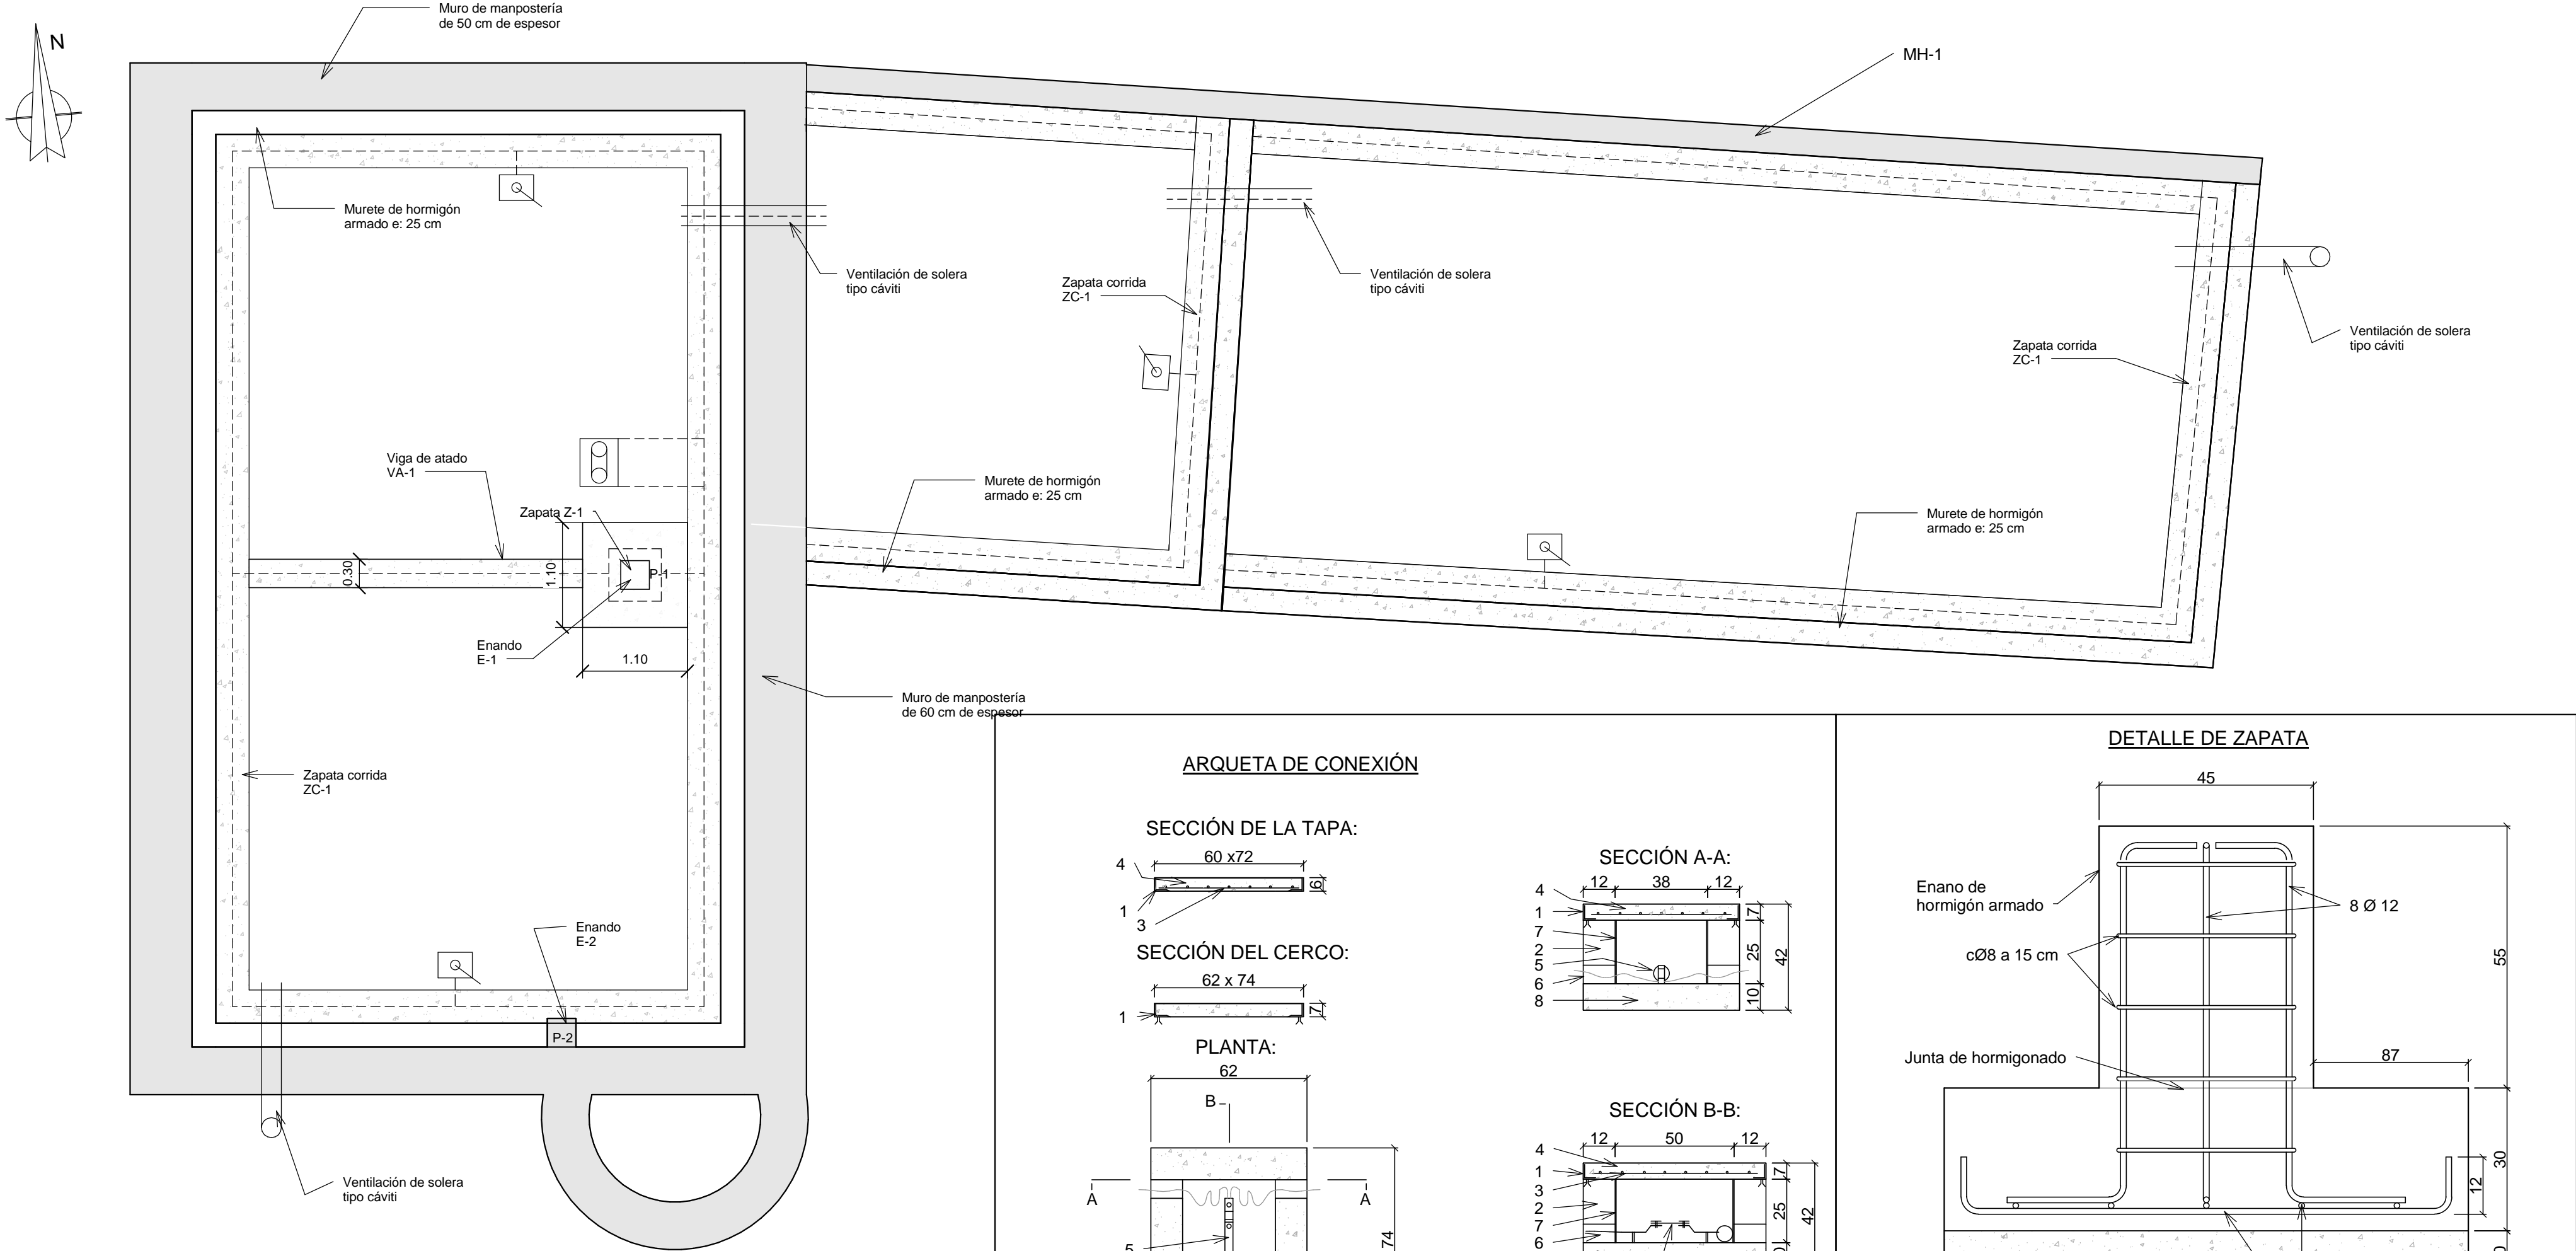 Muro de manpostería
de 50 cm de espesor
N
MH-1
Murete de hormigón
armado e: 25 cm
Ventilación de solera
tipo cáviti
Zapata corrida
ZC-1
Ventilación de solera
tipo cáviti
Zapata corrida
ZC-1
Ventilación de solera
tipo cáviti
Viga de atado
VA-1
Zapata Z-1
Murete de hormigón
armado e: 25 cm
Murete de hormigón
armado e: 25 cm
0.30
1.10
P-1
Enando
E-1
1.10
Muro de manpostería
de 60 cm de espesor
Zapata corrida
ZC-1
Enando
E-2
P-2
Ventilación de solera
tipo cáviti
ARQUETA DE CONEXIÓN
SECCIÓN DE LA TAPA:
60 x72
4
6
1
3
SECCIÓN DEL CERCO:
62 x 74
1
7
PLANTA:
62
B
A
A
5
74
SECCIÓN A-A:
12
38
12
4
1
7
2
5
6
8
7
25
10
42
SECCIÓN B-B:
12
50
12
4
1
3
2
7
6
7
25
42
DETALLE DE ZAPATA
45
Enano de
hormigón armado
8 Ø 12
cØ8 a 15 cm
55
Junta de hormigonado
87
30
12